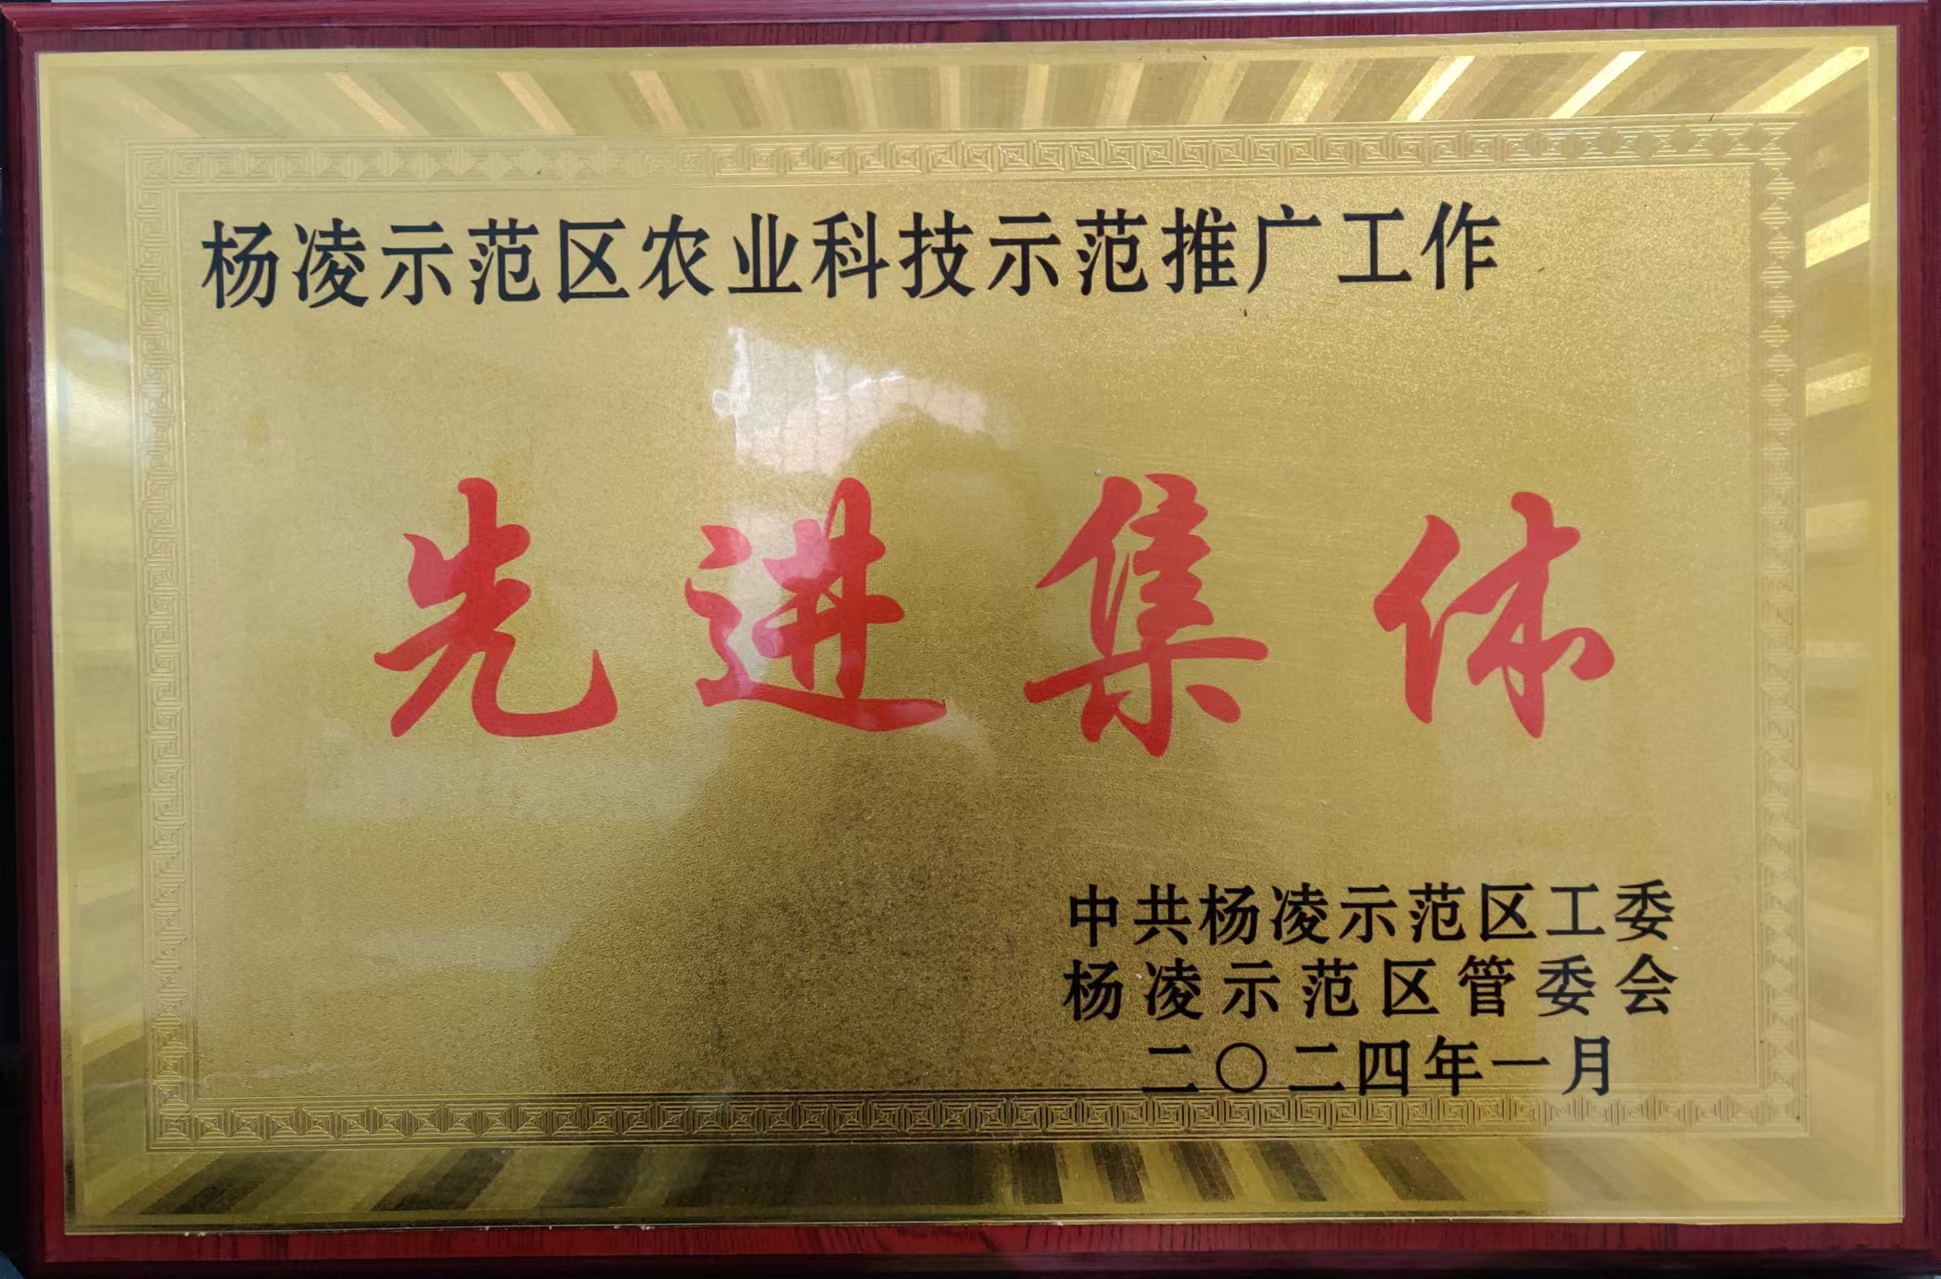 杨凌示范区农业科技示范推广工作
先进集体
中共杨凌示范区工委
杨凌示范区管委会
二〇二四年一月